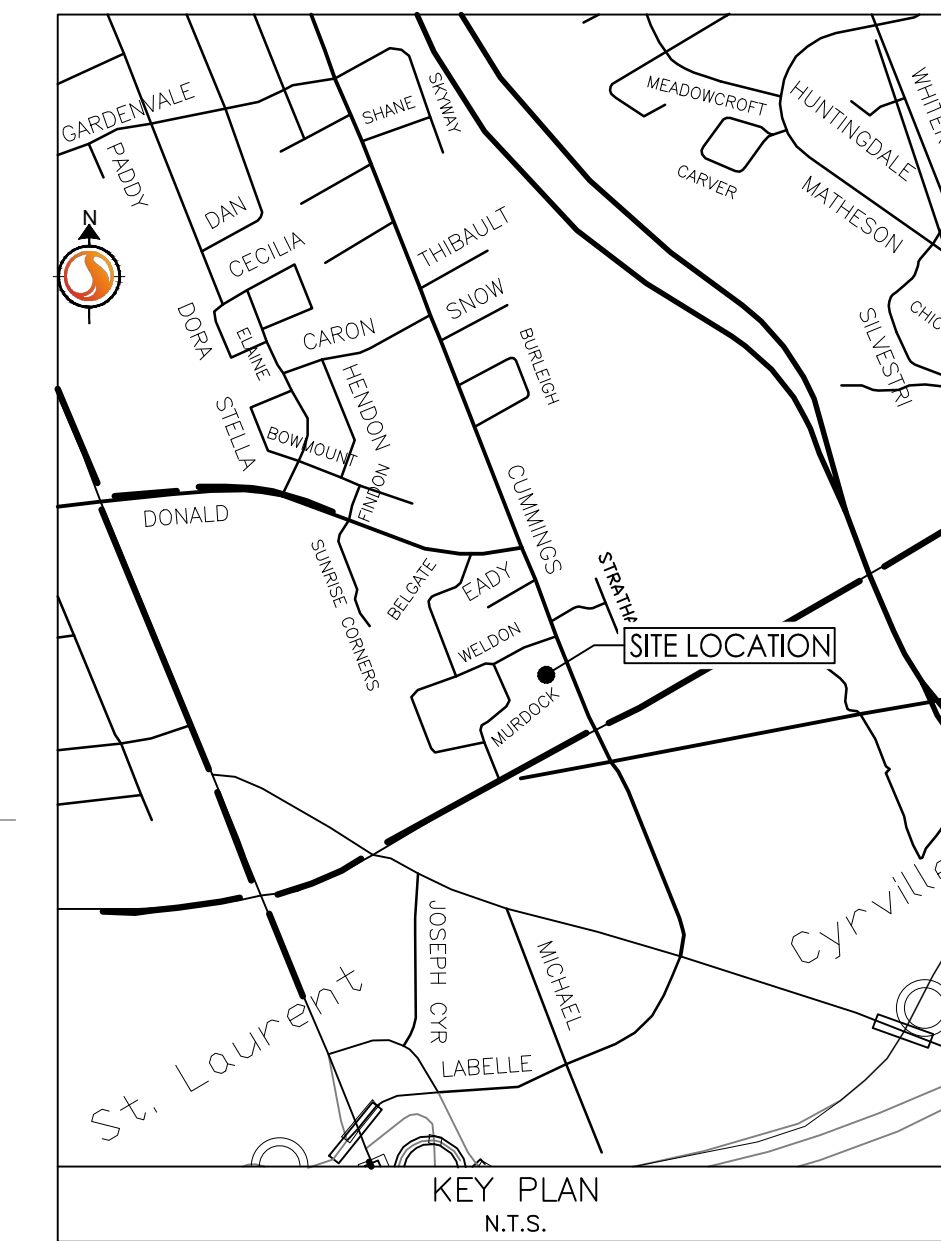 SKYWAY
SHANE
MEADOWCROFT
HUNTINGDALE
GARDENVALE
PADDY
CARVER
MATHESON
DAN
N
THIBAULT
CECILIA
SNOW
DORA
ELAINE
CARON
BURLEIGH
SILVESTRI
STELLA
HENDON
BOWMOUNT
FINDON
CUMMINGS
DONALD
SUNRISE CORNERS
BELGATE
EADY
STRATHA
WELDON
SITE LOCATION
MURDOCK
Cyrville
JOSEPH CYR
MICHAEL
St. Laurent
LABELLE
KEY PLAN
N.T.S.